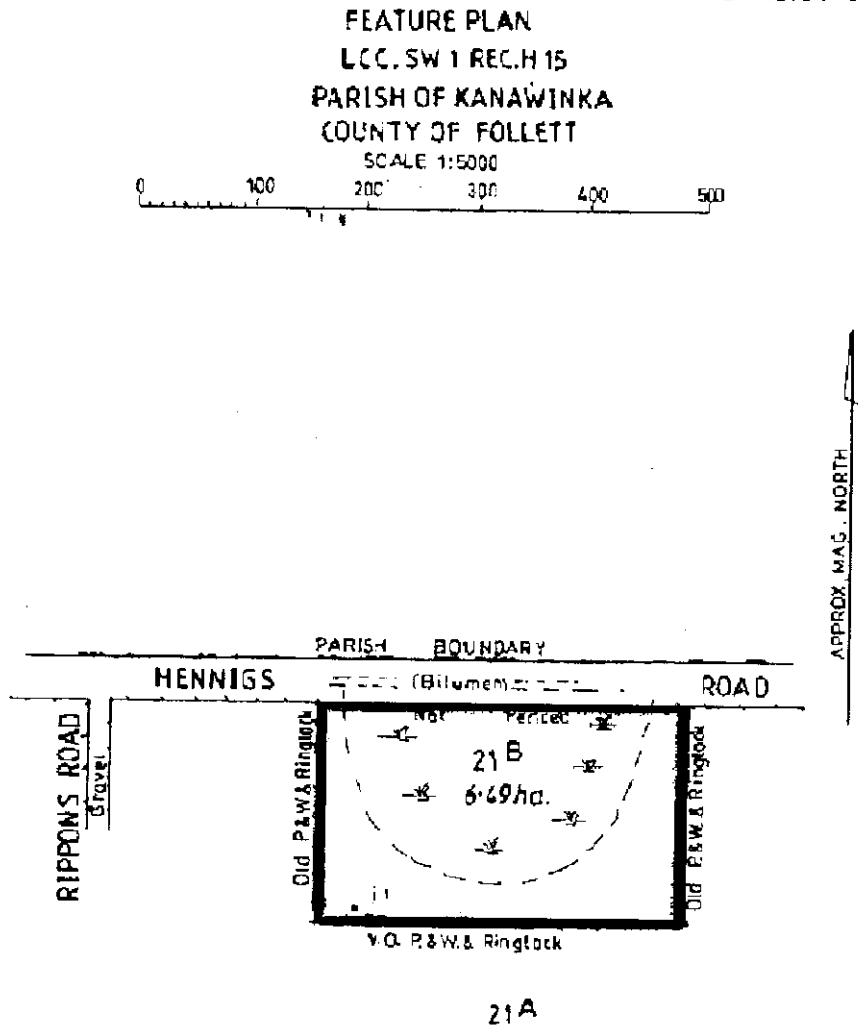 FEATURE PLAN
LCC. SW 1 REC.H 15
PARISH OF KANAWINKA
COUNTY OF FOLLETT
SCALE 1:5000
0 100 200 300 400 500
APPROX. MAG. NORTH
PARISH BOUNDARY
HENNIGS (Bitumen) ROAD
RIPPONS ROAD
Gravel
Old P.&W.& Ringlock
Not Fenced
21B
6.49ha.
Old P.&W.& Ringlock
V.O. P.&W.& Ringlock
21A